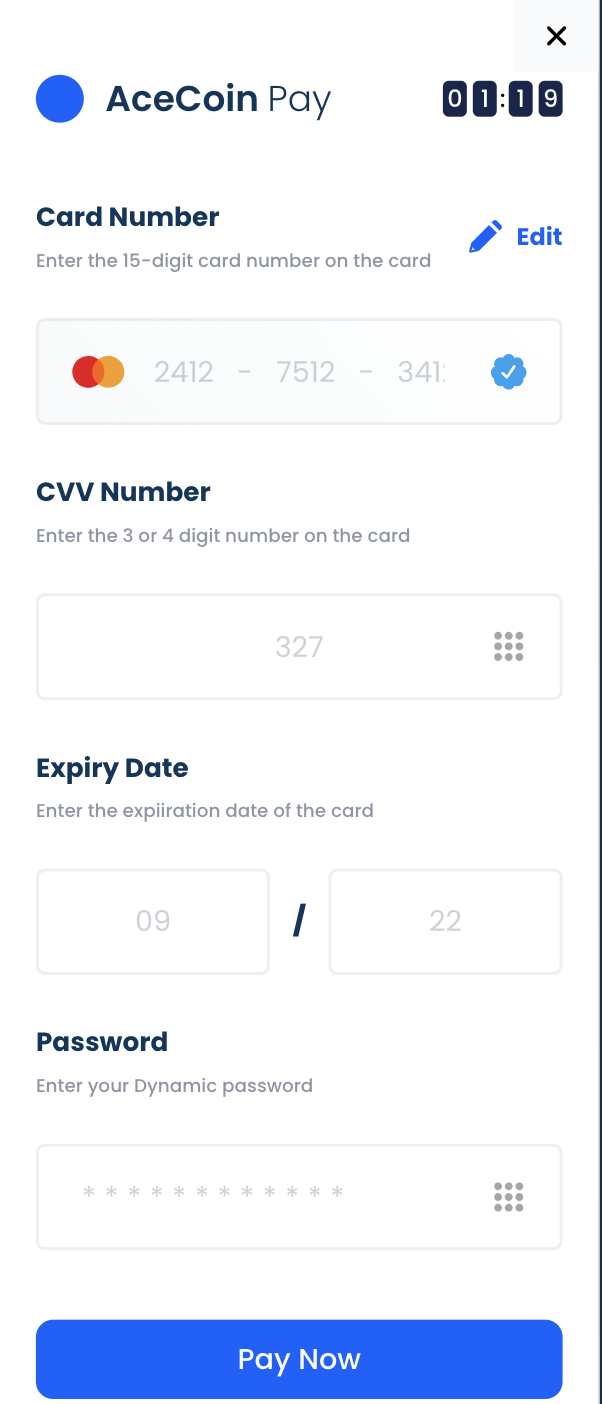 AceCoin Pay
01:19
Card Number
Edit
Enter the 15-digit card number on the card
2412 - 7512 - 341
CVV Number
Enter the 3 or 4 digit number on the card
327
Expiry Date
Enter the expiiration date of the card
09 / 22
Password
Enter your Dynamic password
* * * * * * * * * * * *
Pay Now